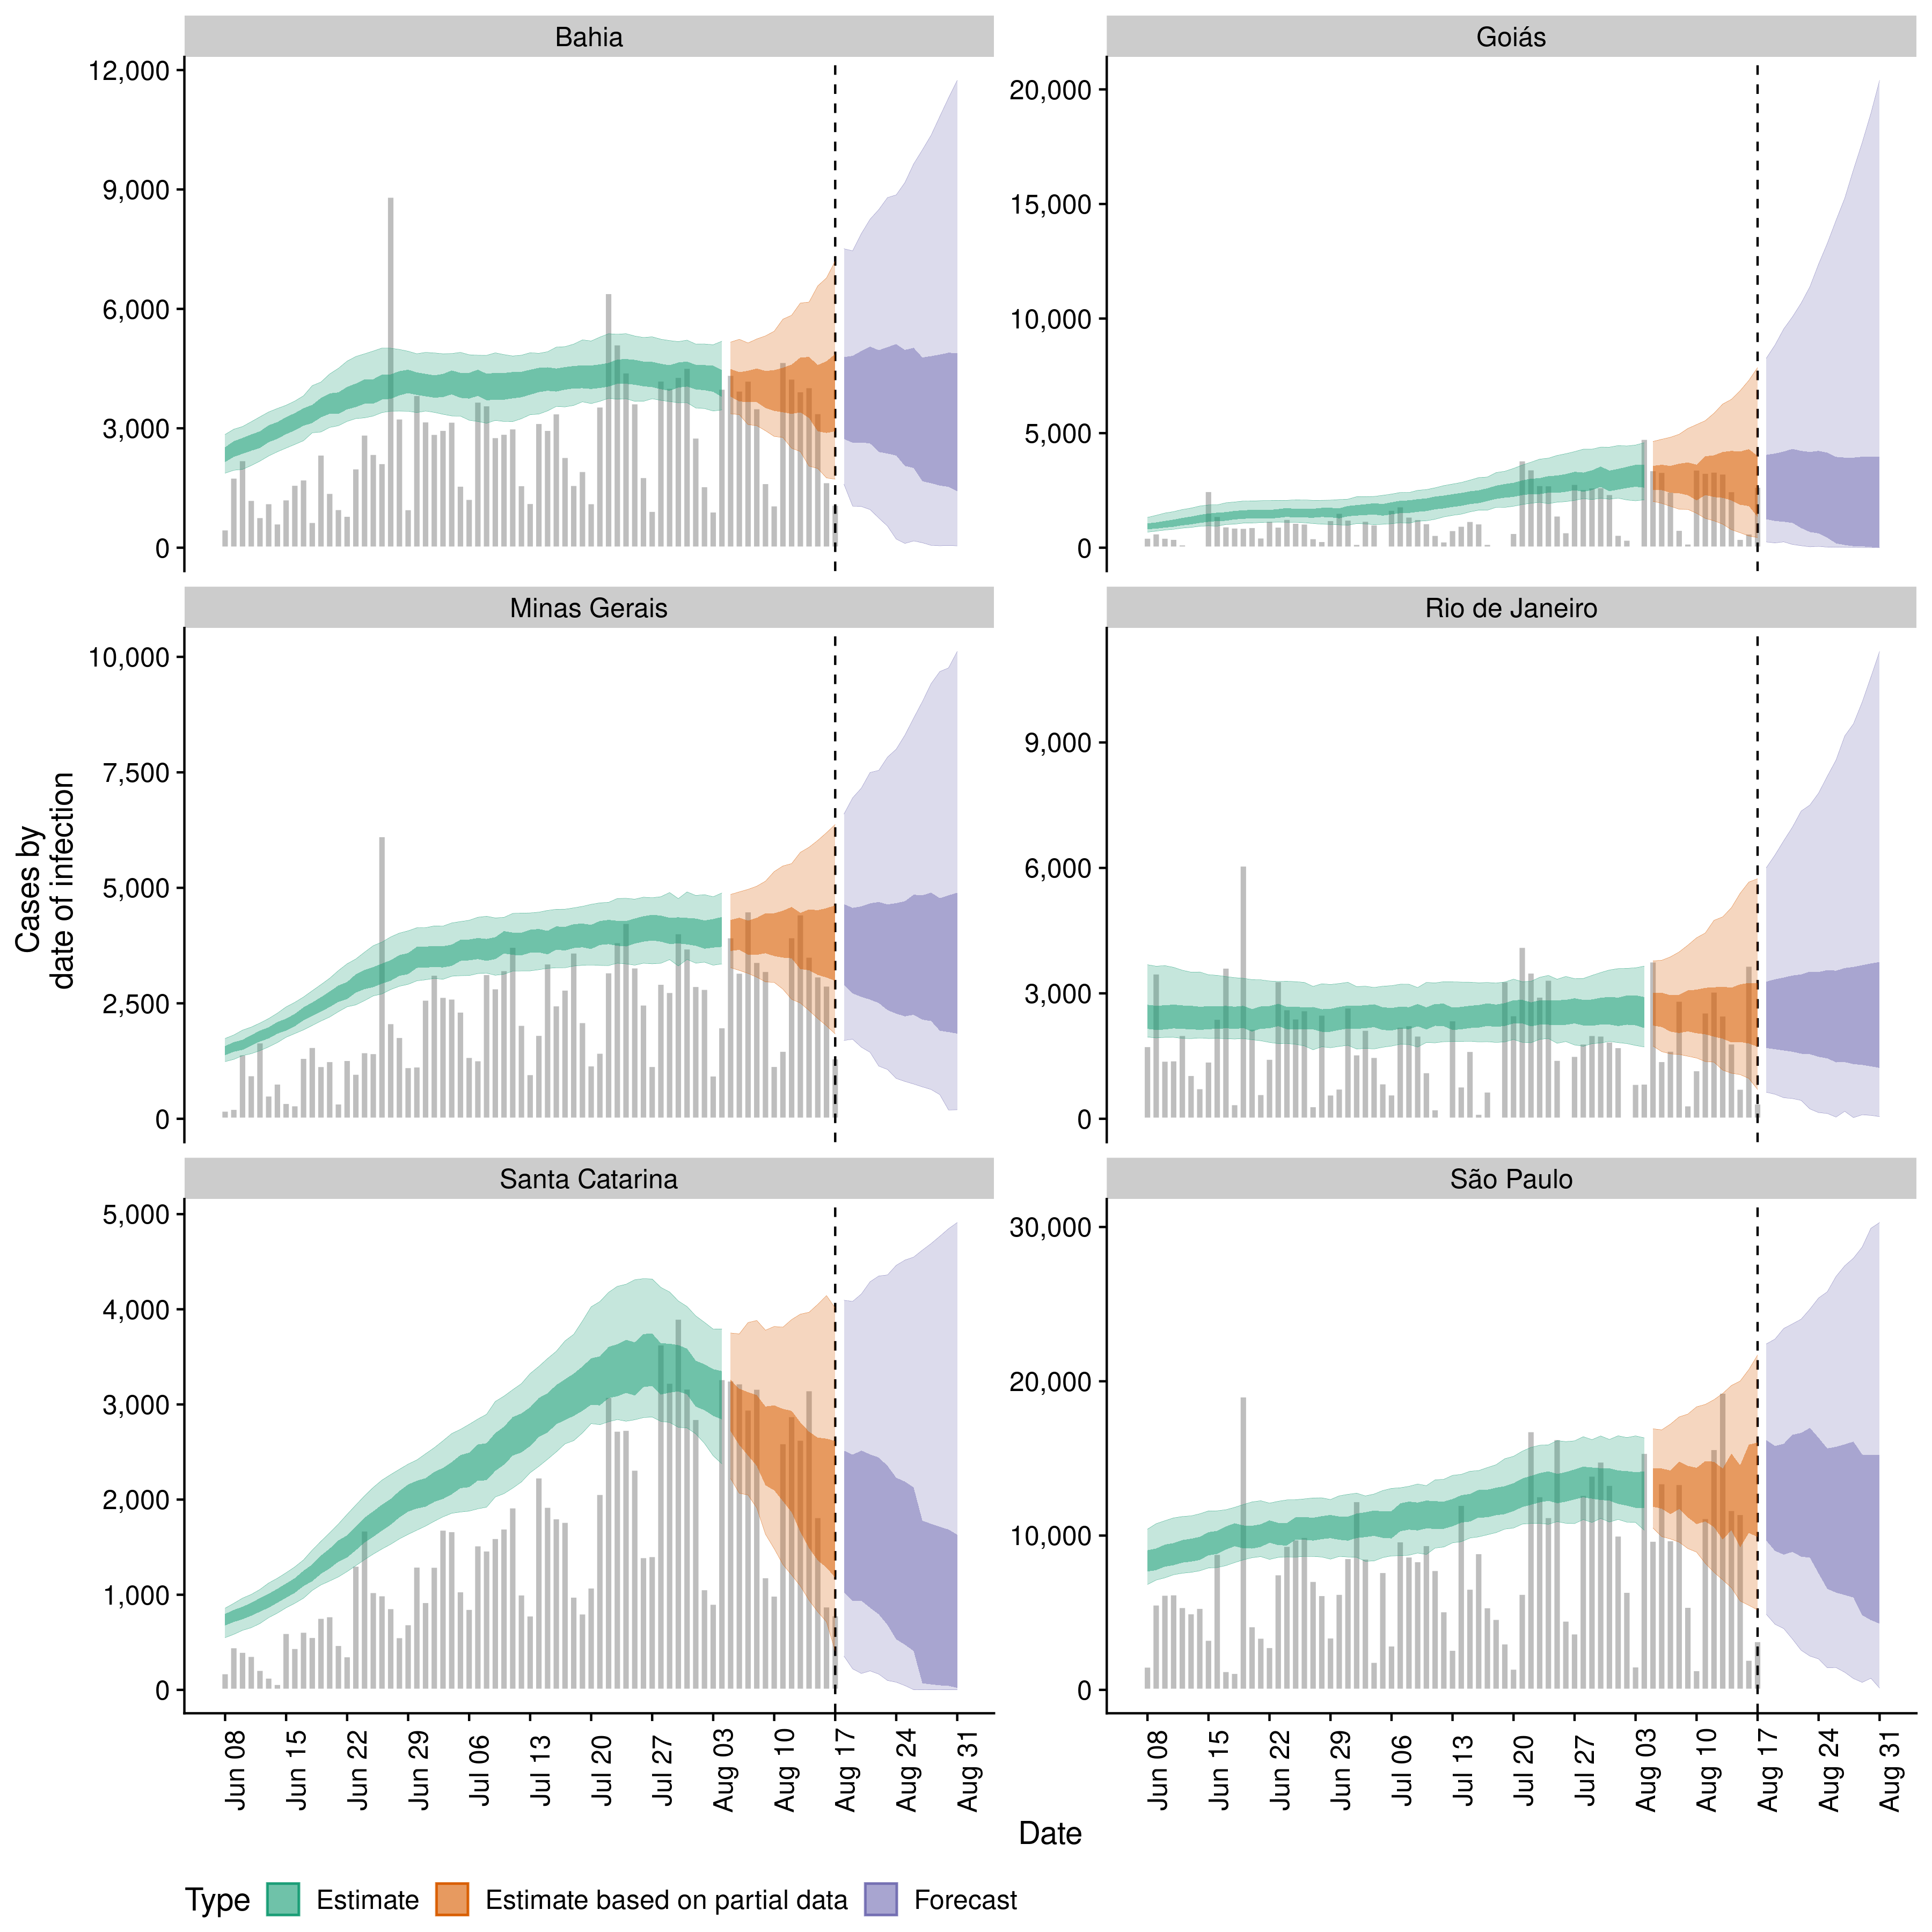 Bahia
Goiás
12,000
9,000
6,000
3,000
0
20,000
15,000
10,000
5,000
0
Minas Gerais
Rio de Janeiro
10,000
7,500
5,000
2,500
0
9,000
6,000
3,000
0
Cases by
date of infection
Santa Catarina
São Paulo
5,000
4,000
3,000
2,000
1,000
0
30,000
20,000
10,000
0
Jun 08
Jun 15
Jun 22
Jun 29
Jul 06
Jul 13
Jul 20
Jul 27
Aug 03
Aug 10
Aug 17
Aug 24
Aug 31
Jun 08
Jun 15
Jun 22
Jun 29
Jul 06
Jul 13
Jul 20
Jul 27
Aug 03
Aug 10
Aug 17
Aug 24
Aug 31
Date
Type Estimate Estimate based on partial data Forecast